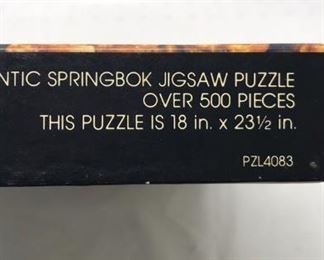 NTIC SPRINGBOK JIGSAW PUZZLE
OVER 500 PIECES
THIS PUZZLE IS 18 in. x 23½ in.
PZL4083